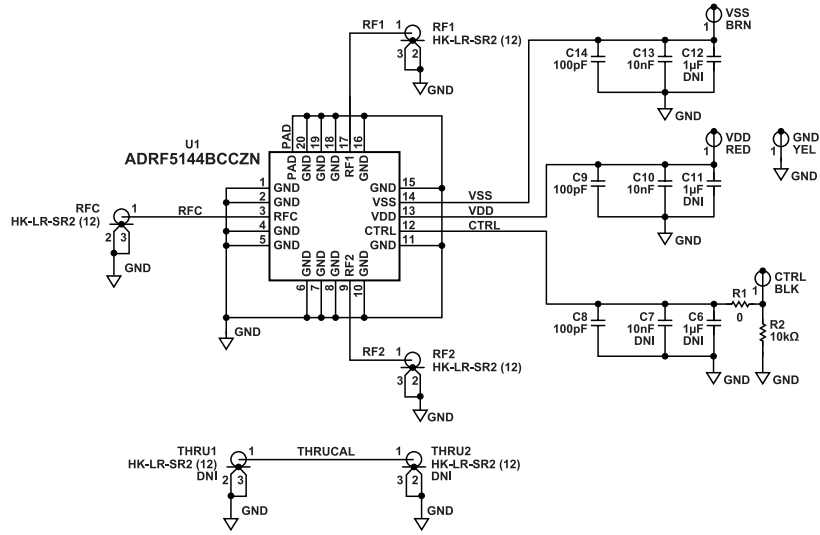 RF1
1
RF1
HK-LR-SR2 (12)
3 2
GND
VSS
BRN
1
C14
100pF
C13
10nF
C12
1µF
DNI
GND
U1
ADRF5144BCCZN
PAD
20
19
18
17
16
PAD
GND
GND
GND
RF1
GND
1 GND
2 GND
3 RFC
4 GND
5 GND
GND 15
VSS 14
VDD 13
CTRL 12
GND 11
GND
GND
GND
RF2
GND
6
7
8
9
10
VSS
VDD
CTRL
VDD
RED
1
GND
YEL
1
GND
C9
100pF
C10
10nF
C11
1µF
DNI
GND
RFC
HK-LR-SR2 (12)
1
RFC
2 3
GND
GND
CTRL
BLK
1
R1
0
R2
10kΩ
C8
100pF
C7
10nF
DNI
C6
1µF
DNI
GND
GND
RF2
1
RF2
HK-LR-SR2 (12)
3 2
GND
THRU1
HK-LR-SR2 (12)
DNI
1
2 3
GND
THRUCAL
1
THRU2
HK-LR-SR2 (12)
DNI
3 2
GND